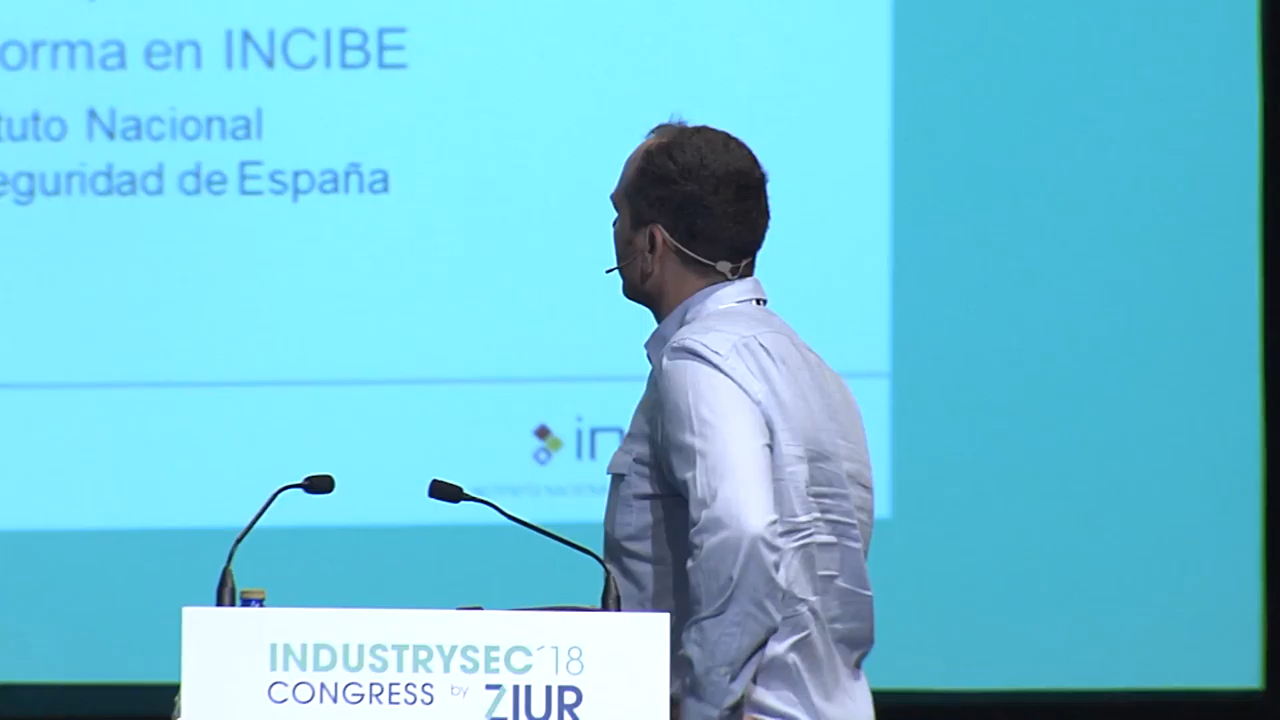 orma en INCIBE
tuto Nacional
eguridad de España
in
INDUSTRYSEC´18
CONGRESS by ZIUR